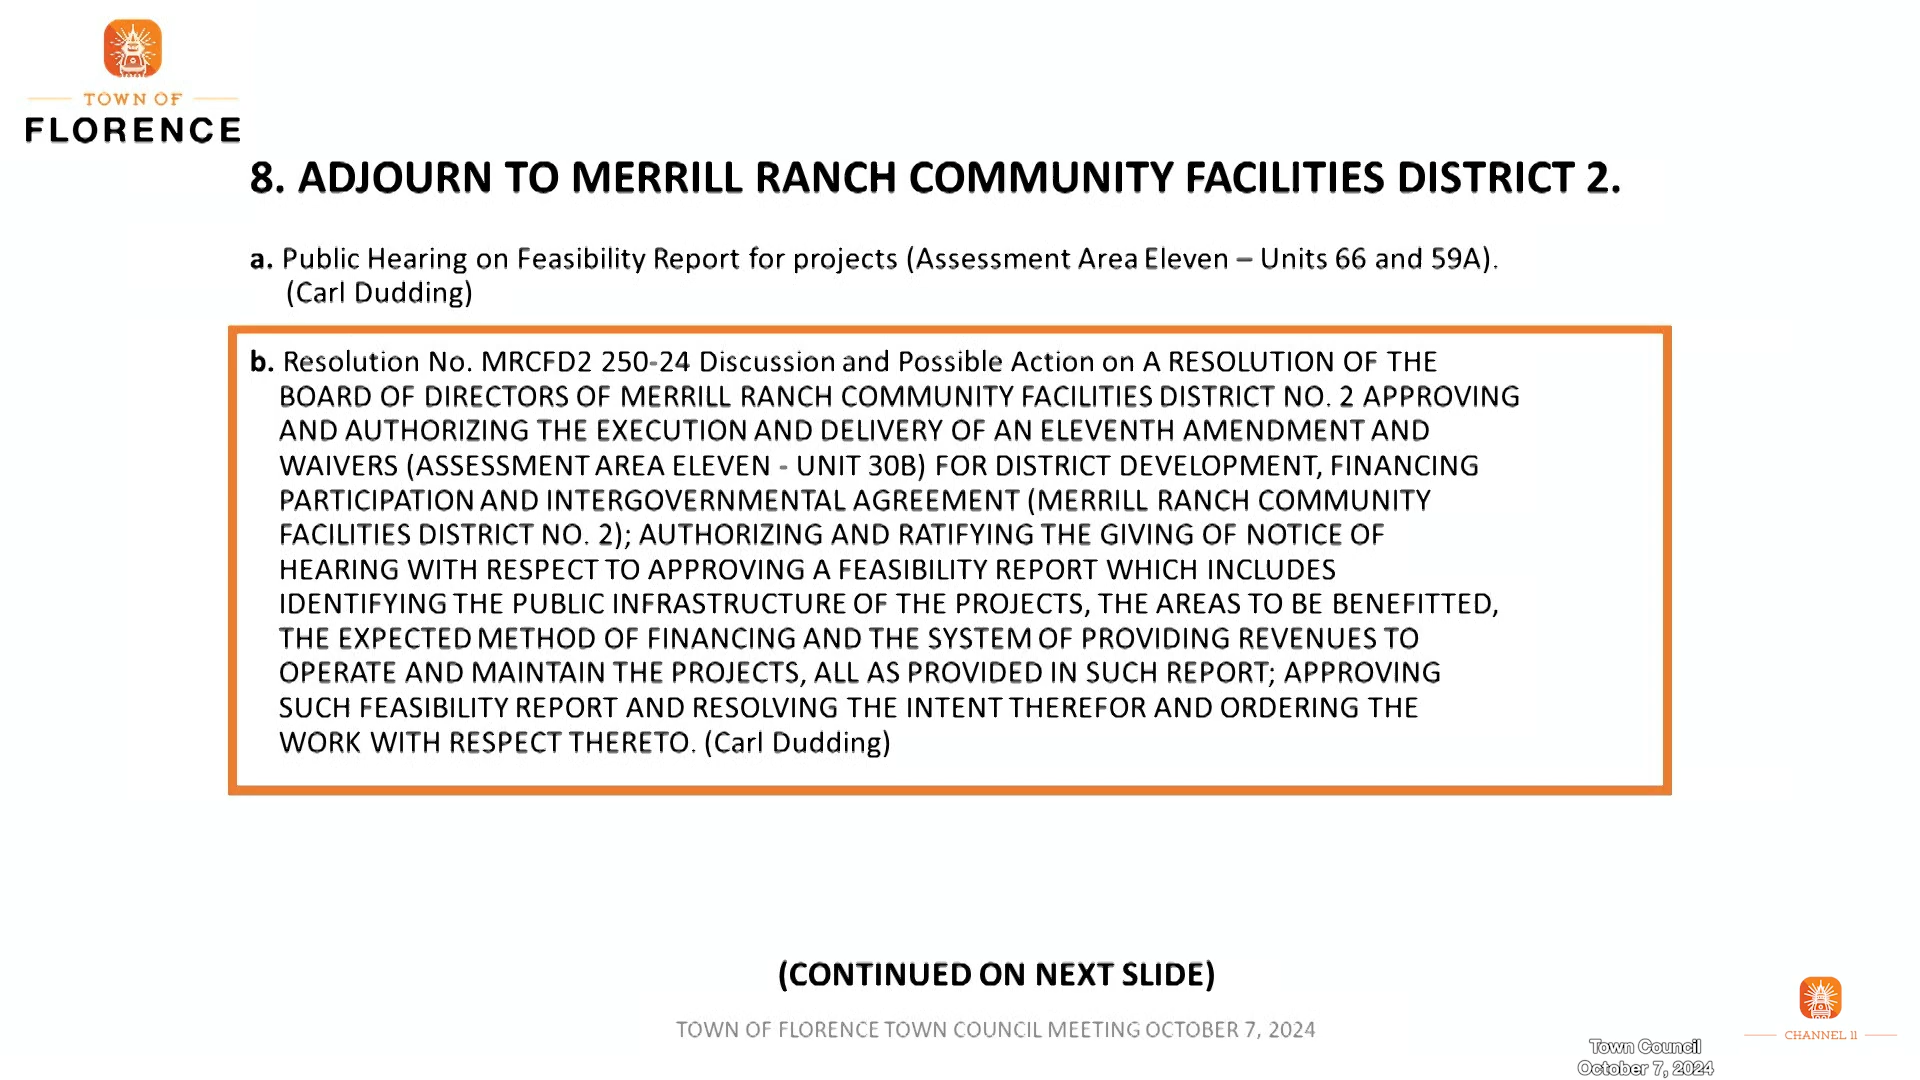 TOWN OF
FLORENCE
8. ADJOURN TO MERRILL RANCH COMMUNITY FACILITIES DISTRICT 2.
a. Public Hearing on Feasibility Report for projects (Assessment Area Eleven – Units 66 and 59A).
(Carl Dudding)
b. Resolution No. MRCFD2 250-24 Discussion and Possible Action on A RESOLUTION OF THE
BOARD OF DIRECTORS OF MERRILL RANCH COMMUNITY FACILITIES DISTRICT NO. 2 APPROVING
AND AUTHORIZING THE EXECUTION AND DELIVERY OF AN ELEVENTH AMENDMENT AND
WAIVERS (ASSESSMENT AREA ELEVEN - UNIT 30B) FOR DISTRICT DEVELOPMENT, FINANCING
PARTICIPATION AND INTERGOVERNMENTAL AGREEMENT (MERRILL RANCH COMMUNITY
FACILITIES DISTRICT NO. 2); AUTHORIZING AND RATIFYING THE GIVING OF NOTICE OF
HEARING WITH RESPECT TO APPROVING A FEASIBILITY REPORT WHICH INCLUDES
IDENTIFYING THE PUBLIC INFRASTRUCTURE OF THE PROJECTS, THE AREAS TO BE BENEFITTED,
THE EXPECTED METHOD OF FINANCING AND THE SYSTEM OF PROVIDING REVENUES TO
OPERATE AND MAINTAIN THE PROJECTS, ALL AS PROVIDED IN SUCH REPORT; APPROVING
SUCH FEASIBILITY REPORT AND RESOLVING THE INTENT THEREFOR AND ORDERING THE
WORK WITH RESPECT THERETO. (Carl Dudding)
(CONTINUED ON NEXT SLIDE)
TOWN OF FLORENCE TOWN COUNCIL MEETING OCTOBER 7, 2024
CHANNEL 11
Town Council
October 7, 2024